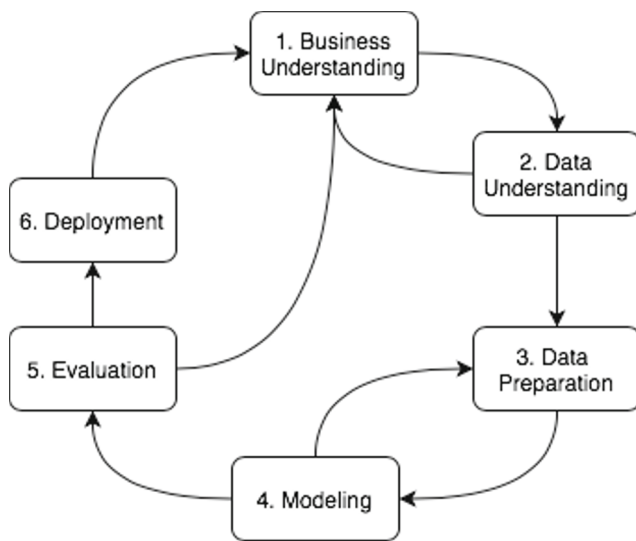 1. Business
Understanding
2. Data
Understanding
3. Data
Preparation
4. Modeling
5. Evaluation
6. Deployment